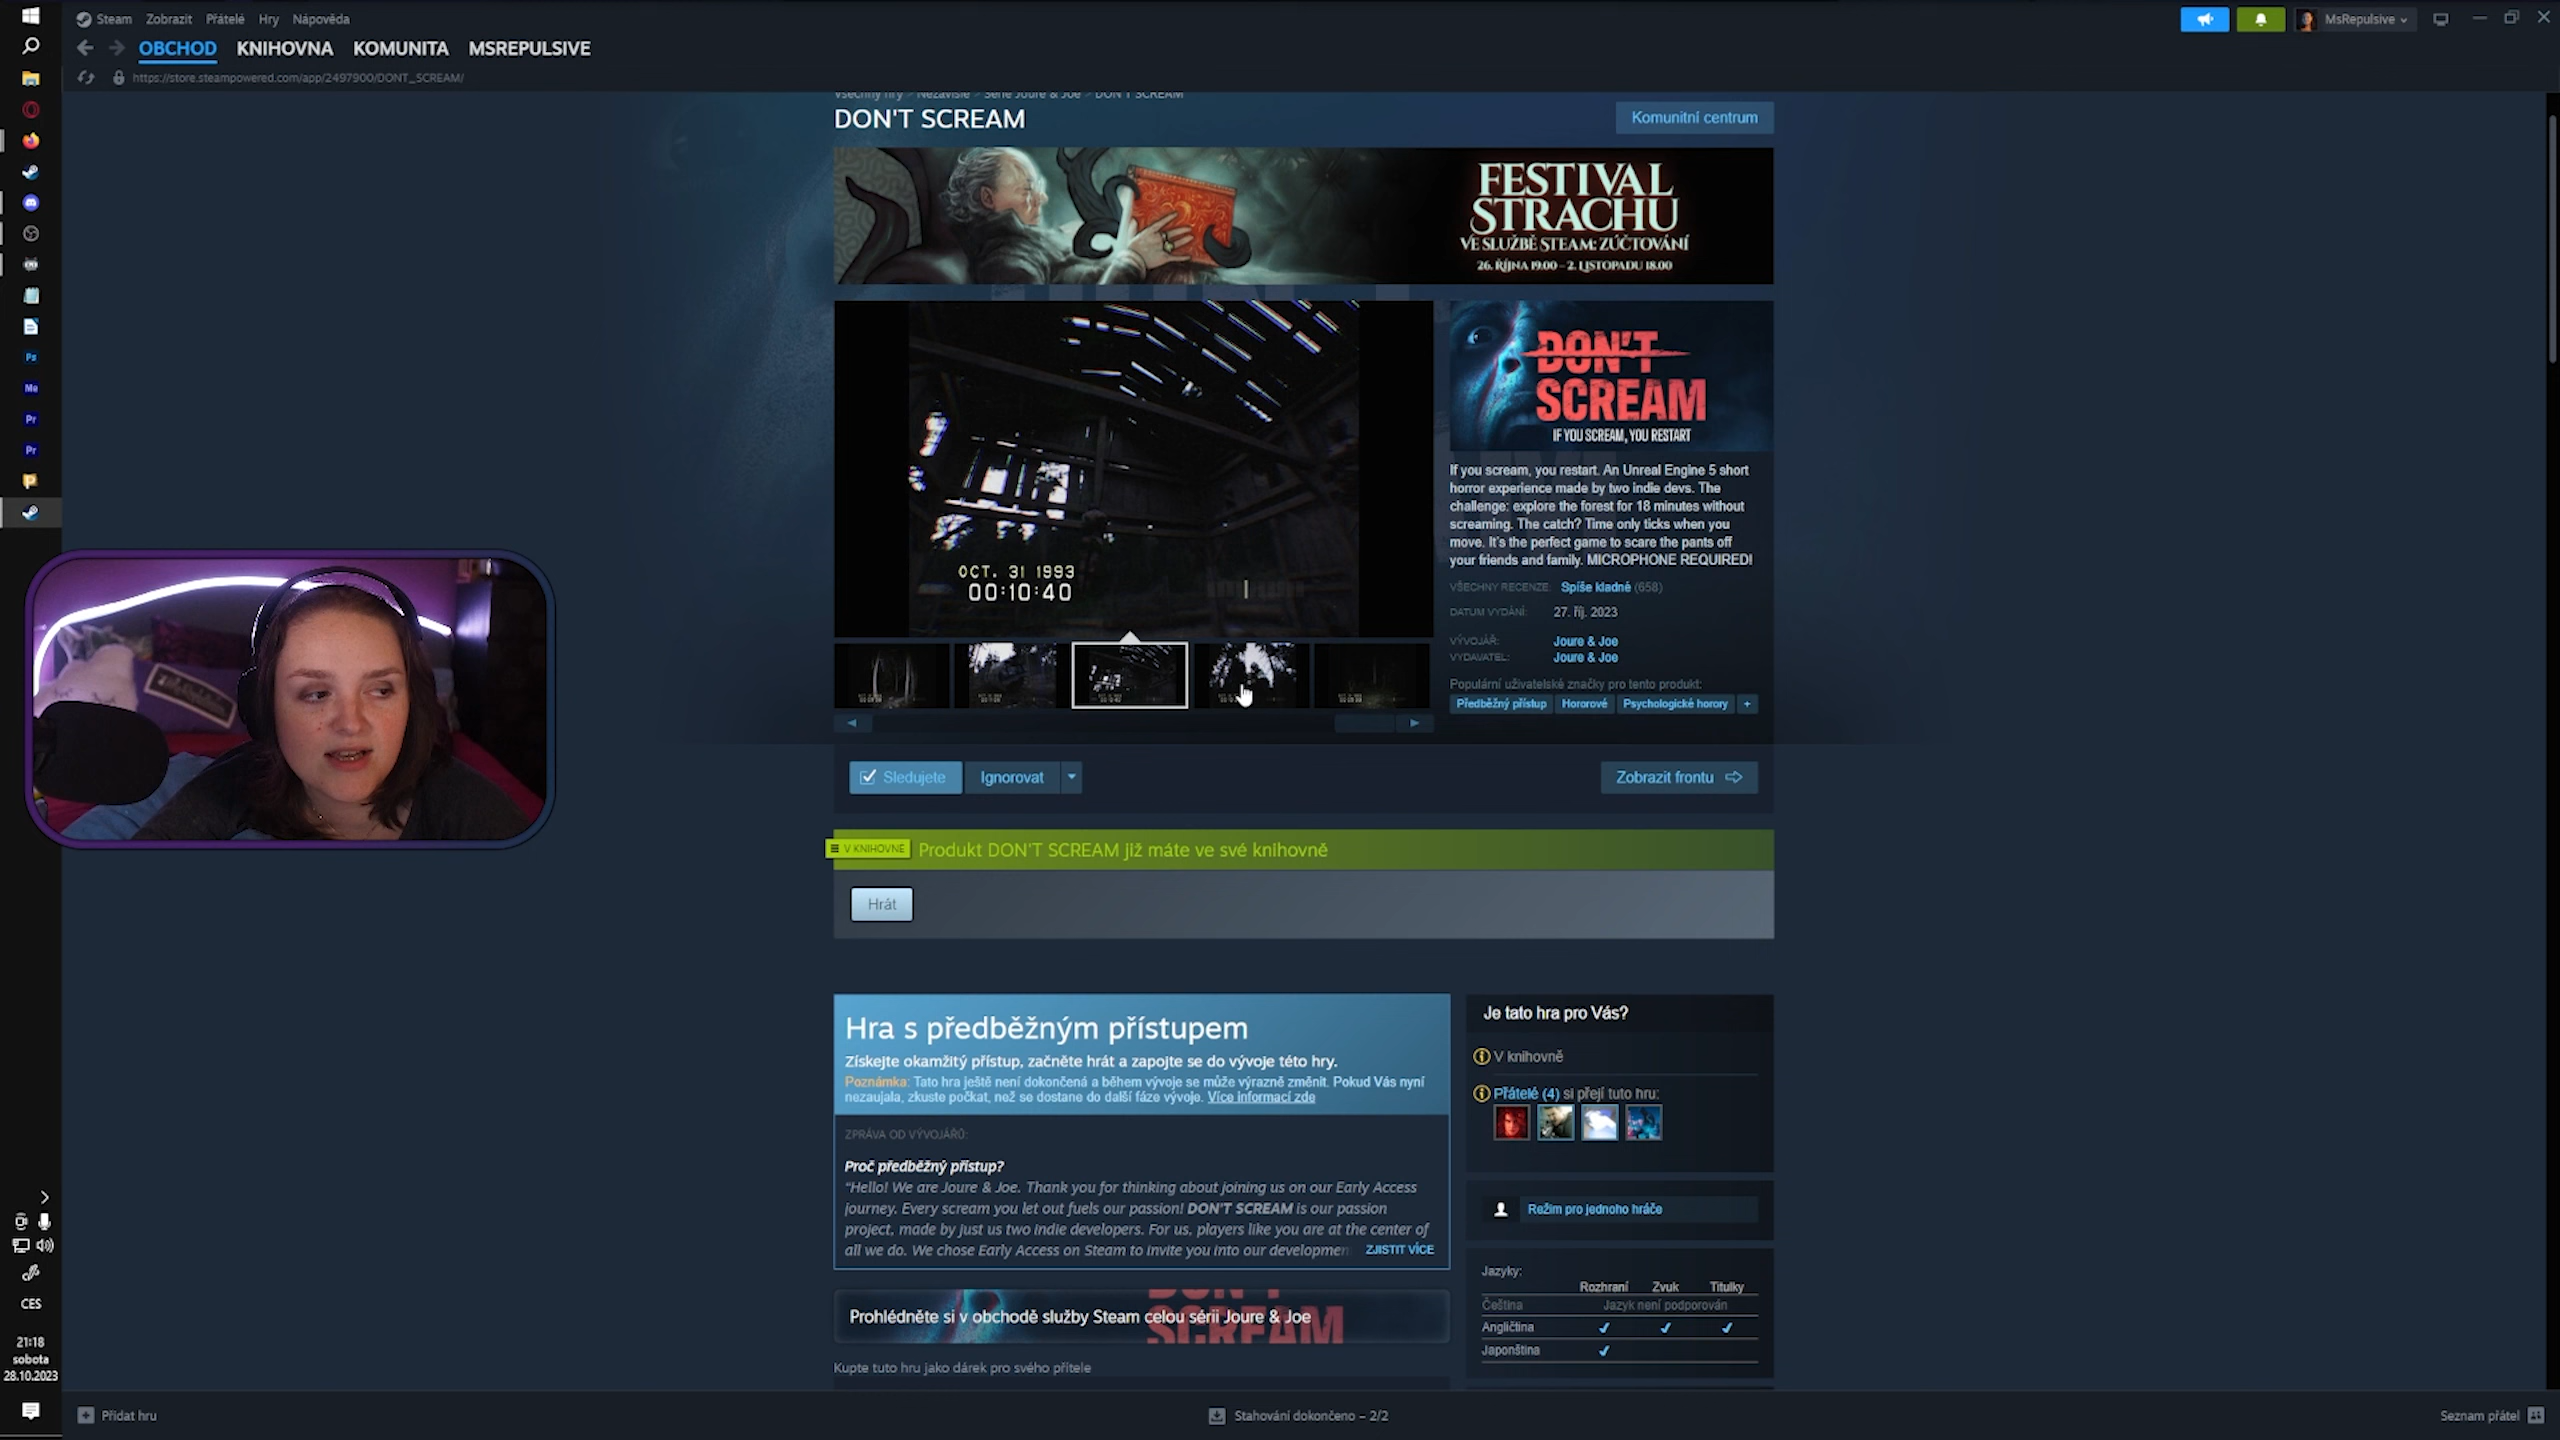 Steam Zobrazit Přátelé Hry Nápověda
MsRepulsive
OBCHOD KNIHOVNA KOMUNITA MSREPULSIVE
https://store.steampowered.com/app/2497900/DONT_SCREAM/
Všechny hry > Nezávislé > Série Joure & Joe > DON'T SCREAM
DON'T SCREAM
Komunitní centrum
FESTIVAL
STRACHU
VE SLUŽBĚ STEAM: ZÚČTOVÁNÍ
26. ŘÍJNA 19.00 – 2. LISTOPADU 18.00
OCT. 31 1993
00:10:40
DON'T
SCREAM
IF YOU SCREAM, YOU RESTART
If you scream, you restart. An Unreal Engine 5 short
horror experience made by two indie devs. The
challenge: explore the forest for 18 minutes without
screaming. The catch? Time only ticks when you
move. It's the perfect game to scare the pants off
your friends and family. MICROPHONE REQUIRED!
VŠECHNY RECENZE: Spíše kladné (658)
DATUM VYDÁNÍ: 27. říj. 2023
VÝVOJÁŘ: Joure & Joe
VYDAVATEL: Joure & Joe
Populární uživatelské značky pro tento produkt:
Předběžný přístup Hororové Psychologické horory +
Sledujete Ignorovat
Zobrazit frontu
V KNIHOVNĚ Produkt DON'T SCREAM již máte ve své knihovně
Hrát
Hra s předběžným přístupem
Získejte okamžitý přístup, začněte hrát a zapojte se do vývoje této hry.
Poznámka: Tato hra ještě není dokončená a během vývoje se může výrazně změnit. Pokud Vás nyní
nezaujala, zkuste počkat, než se dostane do další fáze vývoje. Více informací zde
ZPRÁVA OD VÝVOJÁŘŮ:
Proč předběžný přístup?
“Hello! We are Joure & Joe. Thank you for thinking about joining us on our Early Access
journey. Every scream you let out fuels our passion! DON'T SCREAM is our passion
project, made by just us two indie developers. For us, players like you are at the center of
all we do. We chose Early Access on Steam to invite you into our developmen ZJISTIT VÍCE
Prohlédněte si v obchodě služby Steam celou sérii Joure & Joe
Kupte tuto hru jako dárek pro svého přítele
Je tato hra pro Vás?
V knihovně
Přátelé (4) si přejí tuto hru:
Režim pro jednoho hráče
Jazyky:
Rozhraní Zvuk Titulky
Čeština Jazyk není podporován
Angličtina ✔ ✔ ✔
Japonština ✔
Ps
Me
Pr
Pr
CES
21:18
sobota
28.10.2023
Přidat hru
Stahování dokončeno – 2/2
Seznam přátel